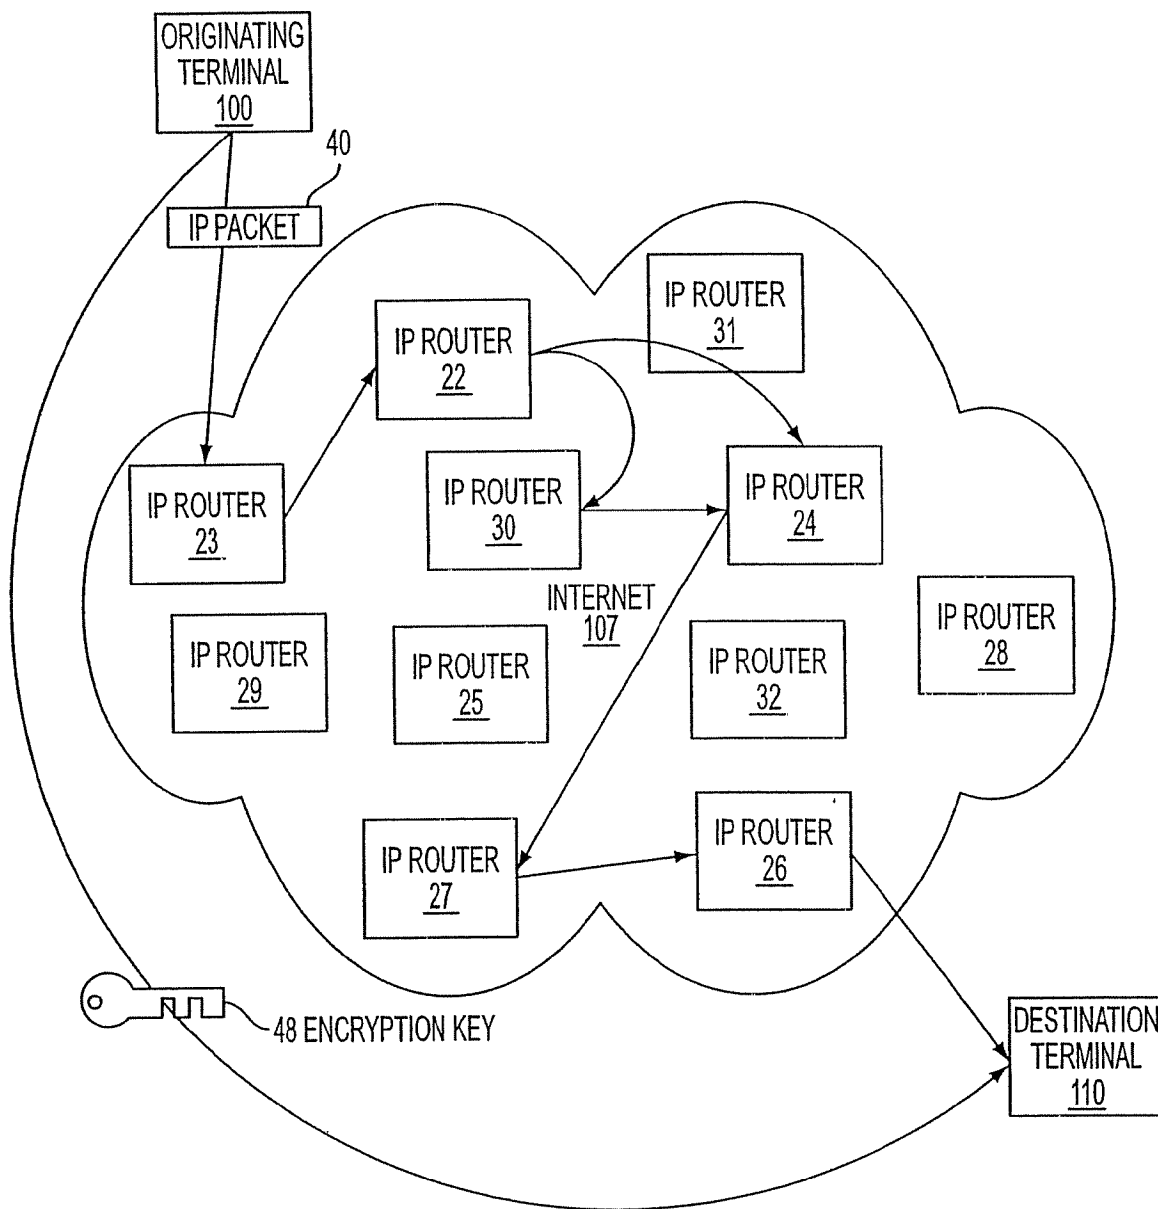 ORIGINATING
TERMINAL
100
40
IP PACKET
IP ROUTER
31
IP ROUTER
22
IP ROUTER
23
IP ROUTER
30
IP ROUTER
24
INTERNET
107
IP ROUTER
28
IP ROUTER
29
IP ROUTER
25
IP ROUTER
32
IP ROUTER
27
IP ROUTER
26
48 ENCRYPTION KEY
DESTINATION
TERMINAL
110